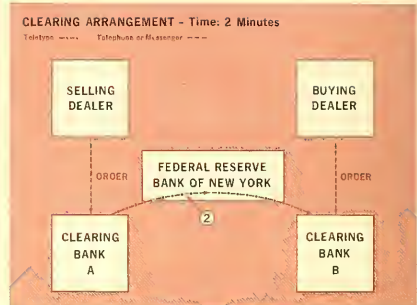 CLEARING ARRANGEMENT - Time: 2 Minutes
Teletype Telephone or Messenger
SELLING
DEALER
BUYING
DEALER
FEDERAL RESERVE
BANK OF NEW YORK
ORDER
ORDER
2
CLEARING
BANK
A
CLEARING
BANK
B